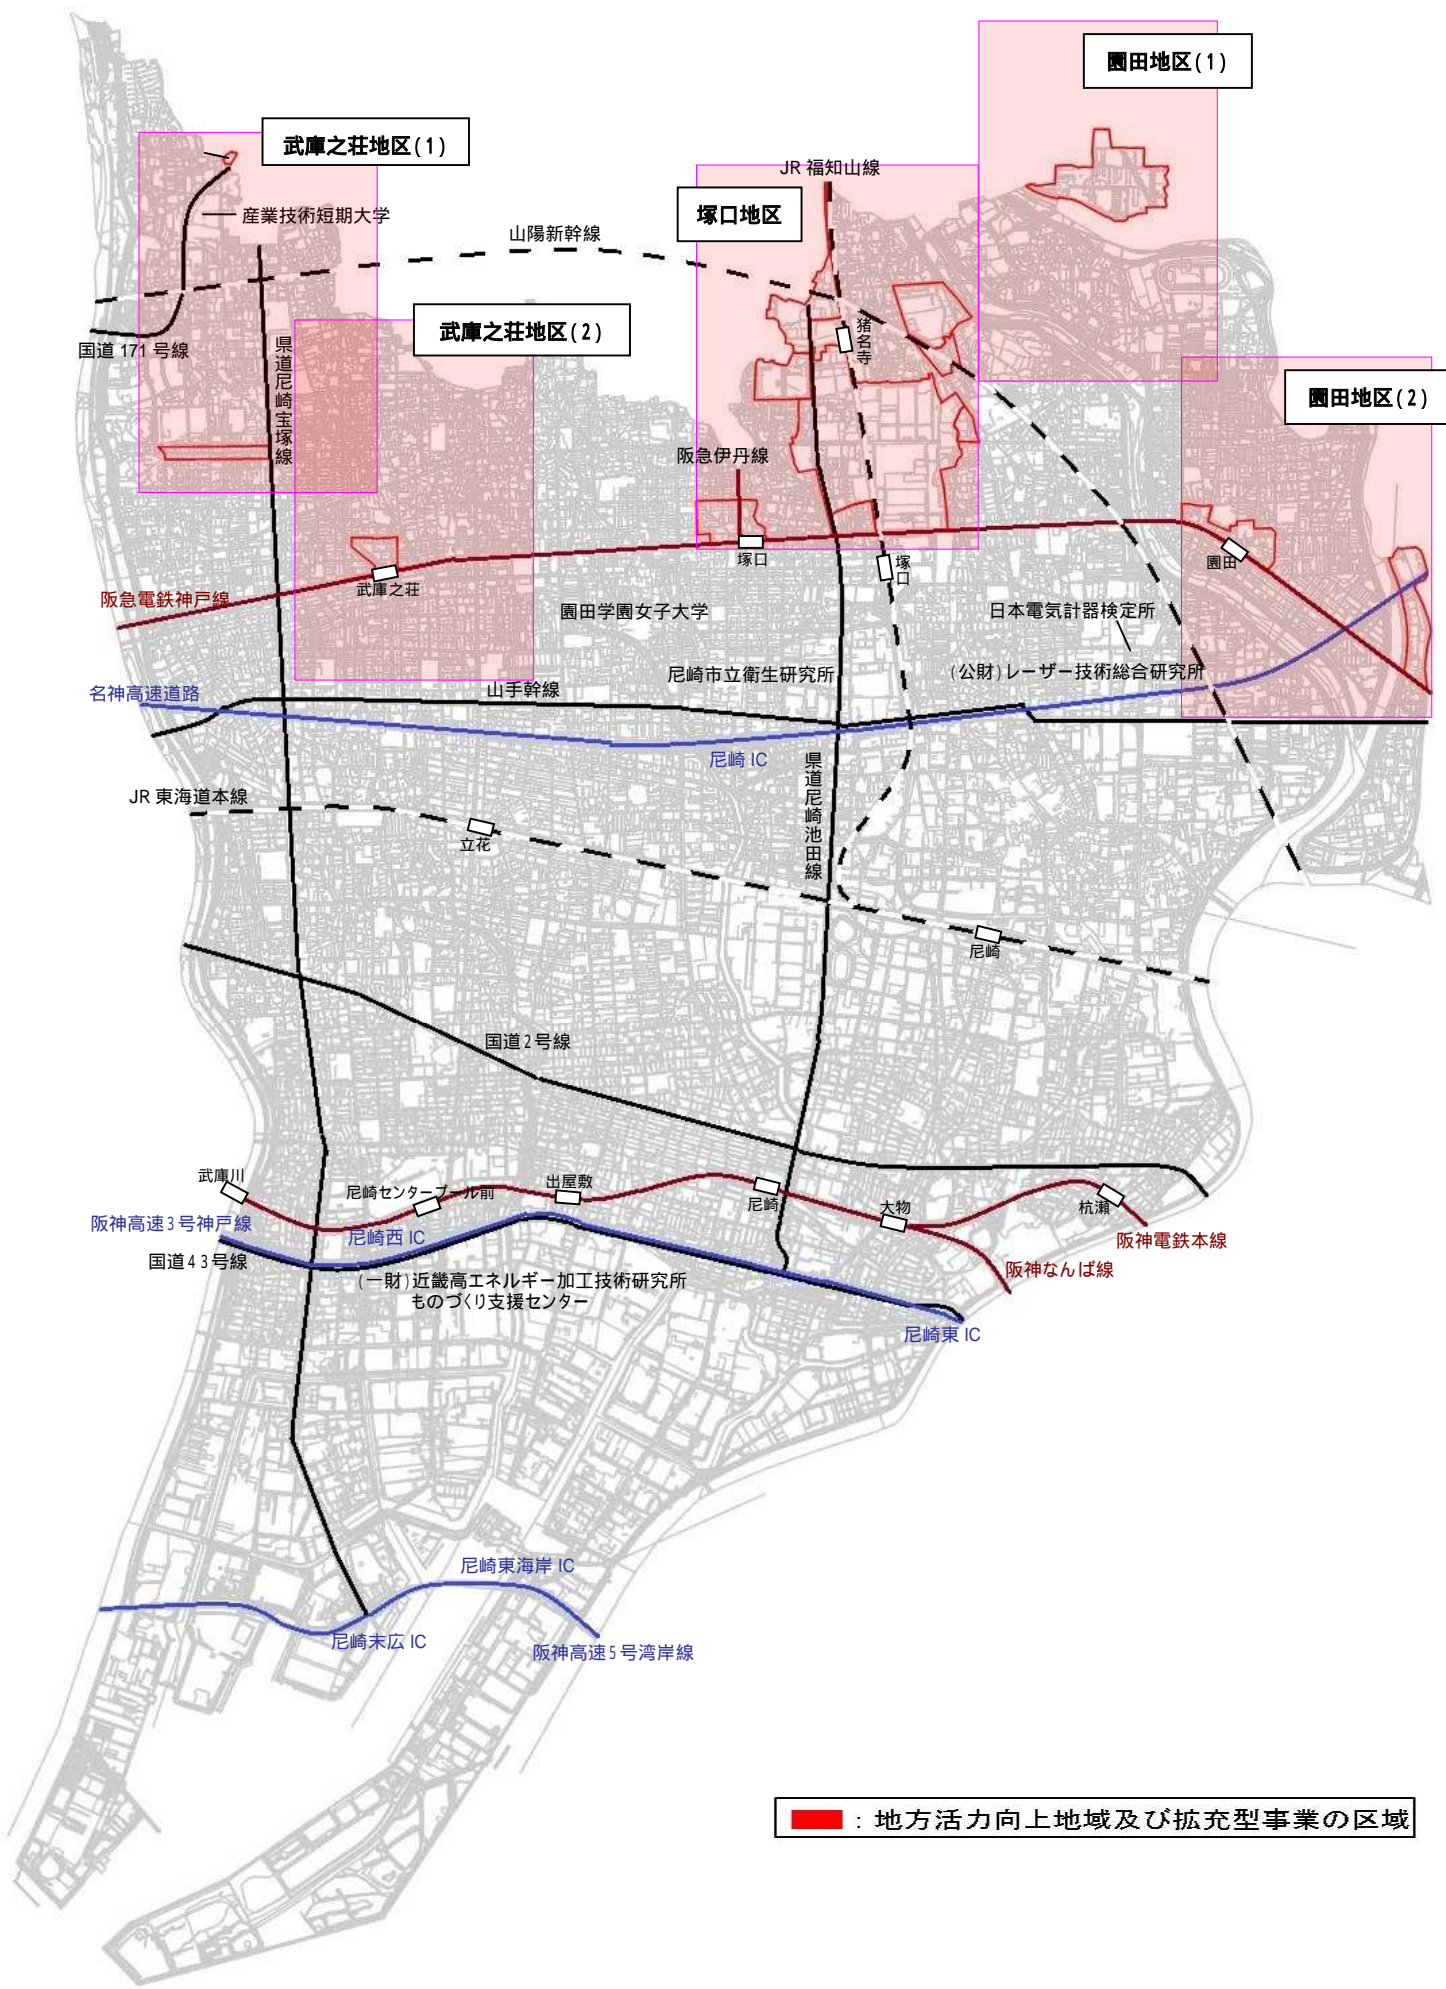 園田地区(1)
武庫之荘地区(1)
JR 福知山線
塚口地区
産業技術短期大学
山陽新幹線
武庫之荘地区(2)
猪名寺
国道 171 号線
県道尼崎宝塚線
園田地区(2)
阪急伊丹線
塚口
塚口
園田
武庫之荘
阪急電鉄神戸線
園田学園女子大学
日本電気計器検定所
尼崎市立衛生研究所
(公財)レーザー技術総合研究所
名神高速道路
山手幹線
尼崎 IC
県道尼崎池田線
JR 東海道本線
立花
尼崎
国道2号線
武庫川
尼崎センタープール前
出屋敷
尼崎
大物
杭瀬
阪神高速3号神戸線
尼崎西 IC
阪神電鉄本線
国道43号線
阪神なんば線
(一財)近畿高エネルギー加工技術研究所
ものづくり支援センター
尼崎東 IC
尼崎東海岸 IC
尼崎末広 IC
阪神高速5号湾岸線
：地方活力向上地域及び拡充型事業の区域